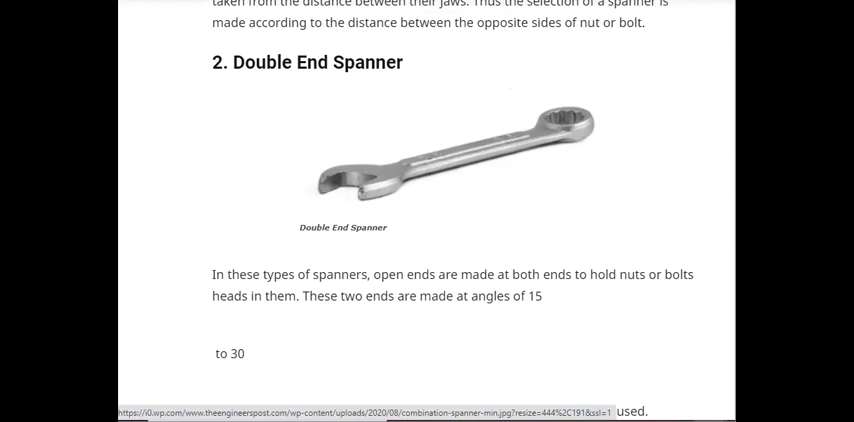 taken from the distance between their jaws. Thus the selection of a spanner is
made according to the distance between the opposite sides of nut or bolt.
2. Double End Spanner
Double End Spanner
In these types of spanners, open ends are made at both ends to hold nuts or bolts
heads in them. These two ends are made at angles of 15
to 30
https://i0.wp.com/www.theengineerspost.com/wp-content/uploads/2020/08/combination-spanner-min.jpg?resize=444%2C191&ssl=1 used.